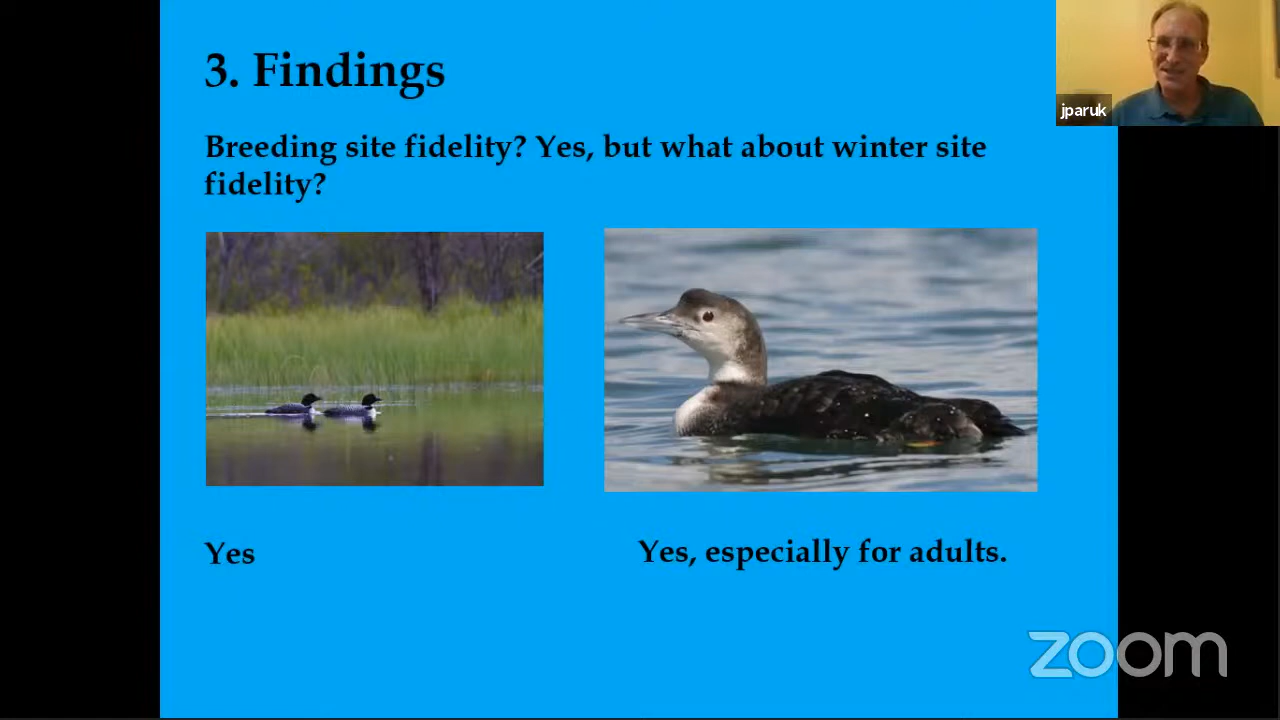 3. Findings
jparuk
Breeding site fidelity? Yes, but what about winter site
fidelity?
Yes
Yes, especially for adults.
zoom